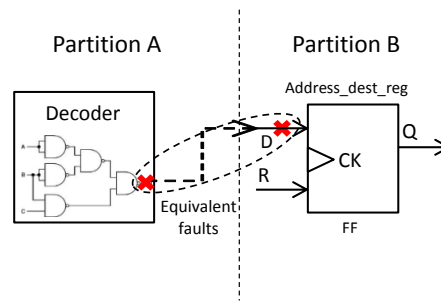 Partition A
Partition B
Address_dest_reg
Decoder
A
B
C
D
Q
CK
R
Equivalent
faults
FF